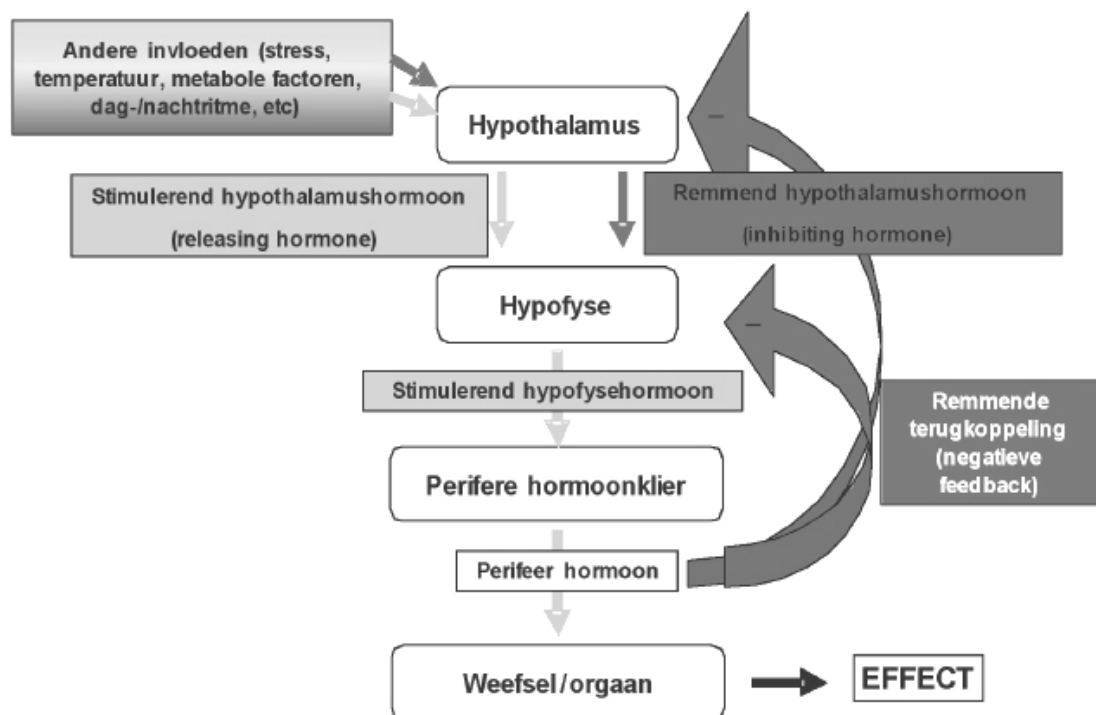 Andere invloeden (stress,
temperatuur, metabole factoren,
dag-/nachtritme, etc)
Hypothalamus
–
Stimulerend hypothalamushormoon
(releasing hormone)
Remmend hypothalamushormoon
(inhibiting hormone)
Hypofyse
–
Stimulerend hypofysehormoon
Remmende
terugkoppeling
(negatieve
feedback)
Perifere hormoonklier
Perifeer hormoon
Weefsel/orgaan
EFFECT